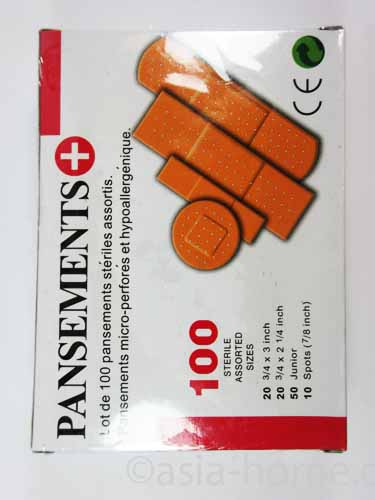 PANSEMENTS+
Lot de 100 pansements stériles assortis.
Pansements micro-perforés et hypoallergénique.
CE
100
STERILE
ASSORTED
SIZES
20 3/4 x 3 inch
20 3/4 x 2 1/4 inch
50 Junior
10 Spots (7/8 inch)